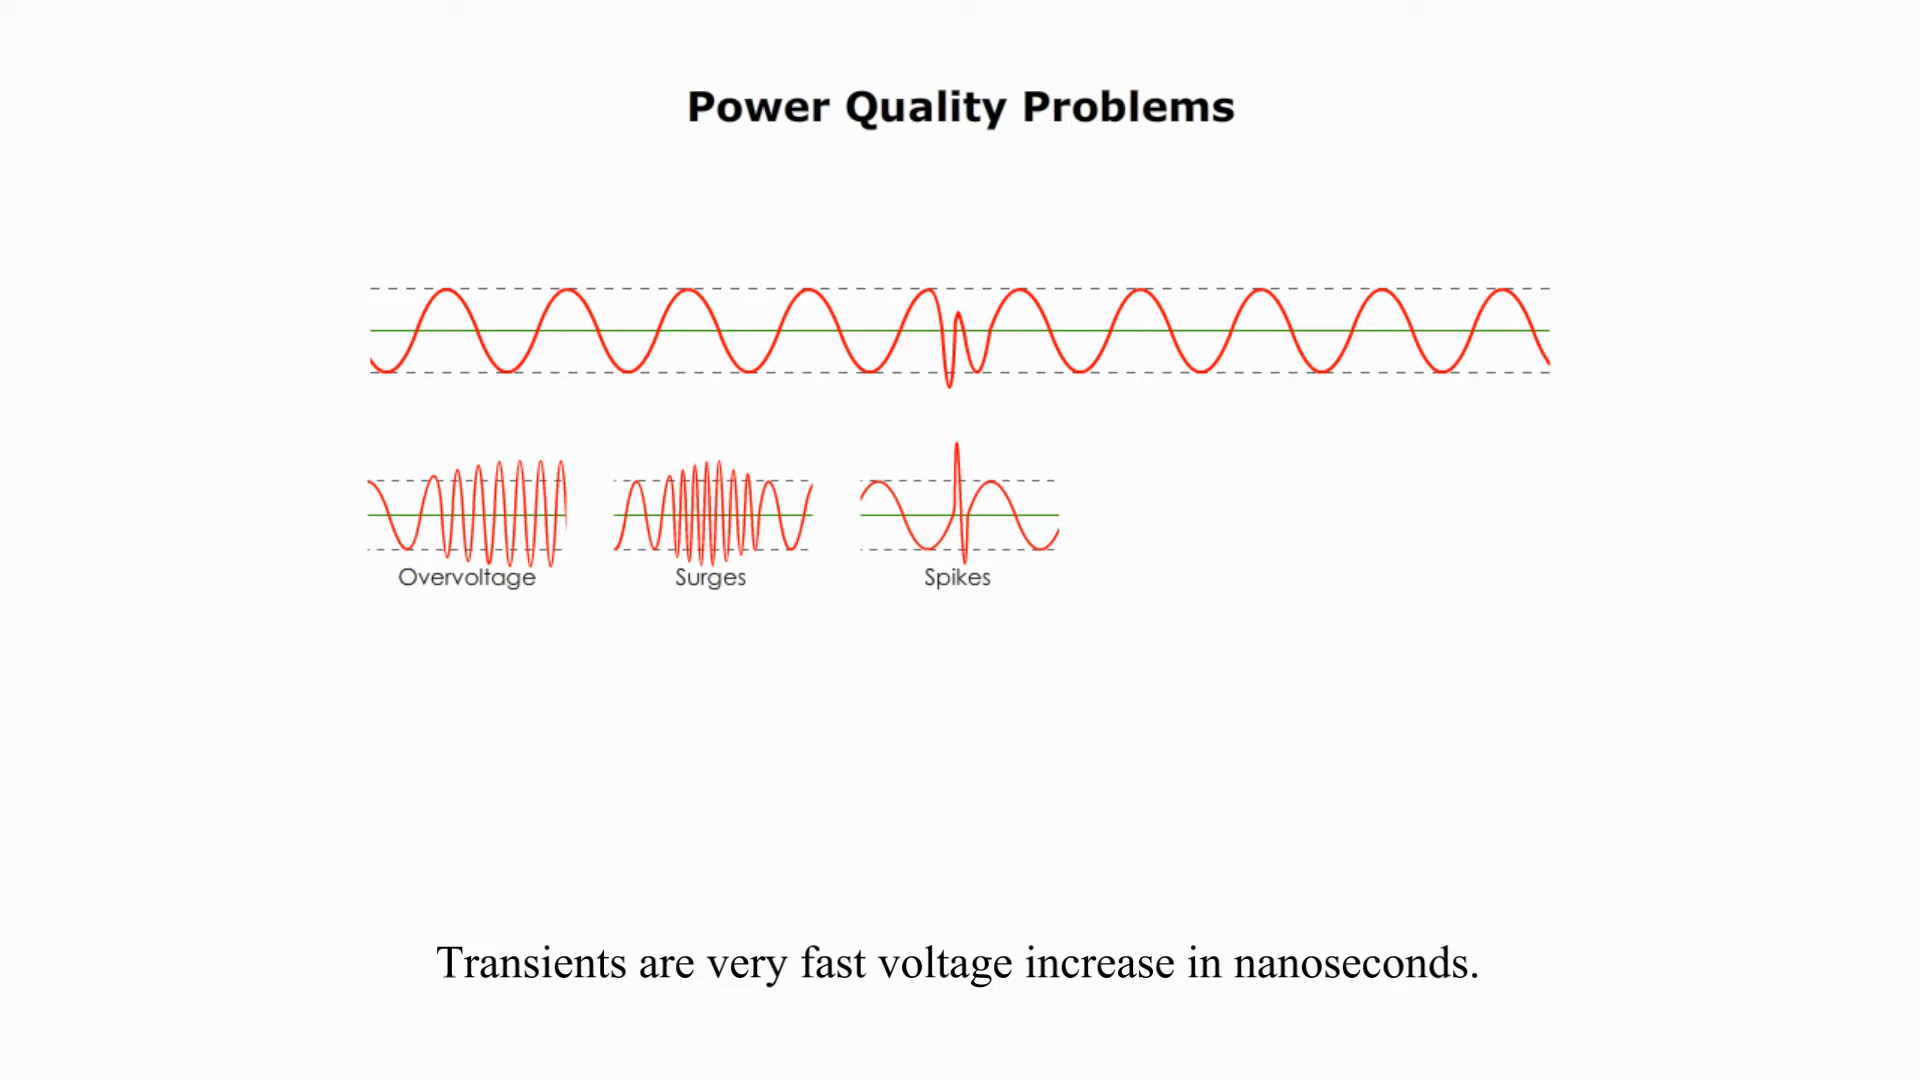 Power Quality Problems
Overvoltage
Surges
Spikes
Transients are very fast voltage increase in nanoseconds.